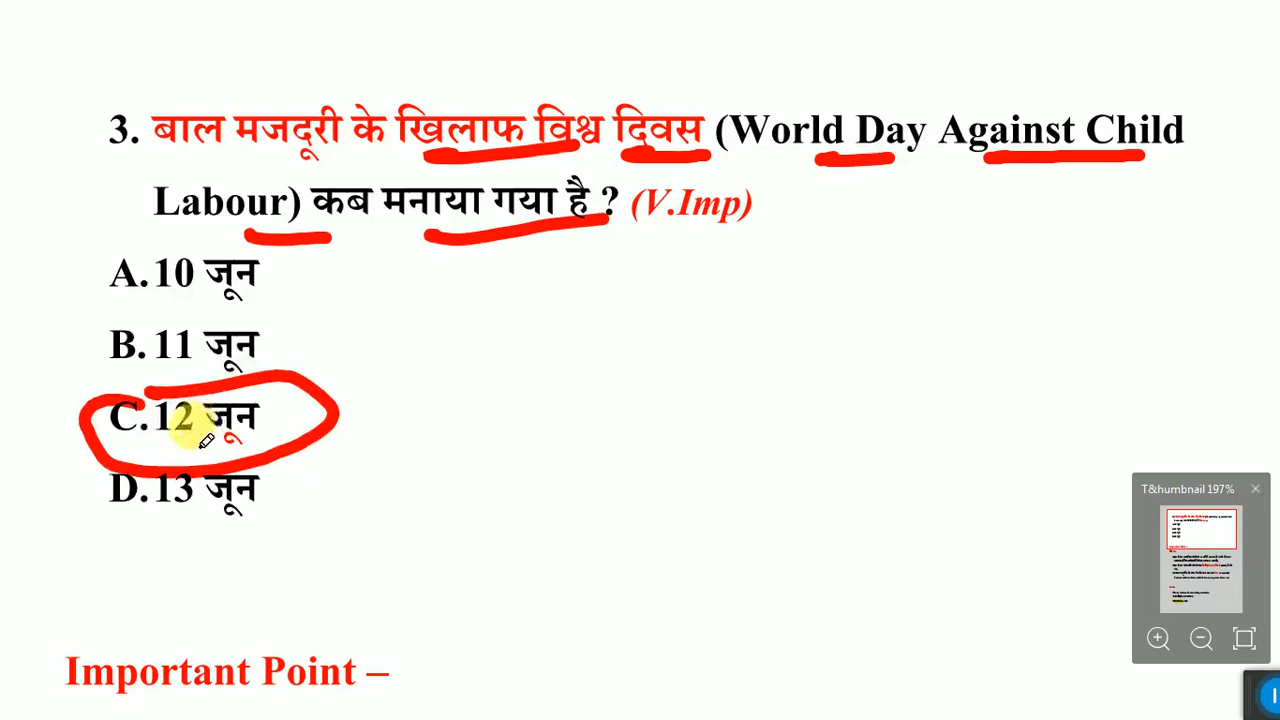 3. बाल मजदूरी के खिलाफ विश्व दिवस (World Day Against Child
Labour) कब मनाया गया है ? (V.Imp)
A. 10 जून
B. 11 जून
C. 12 जून
D. 13 जून
T&humbnail 197%
Important Point –